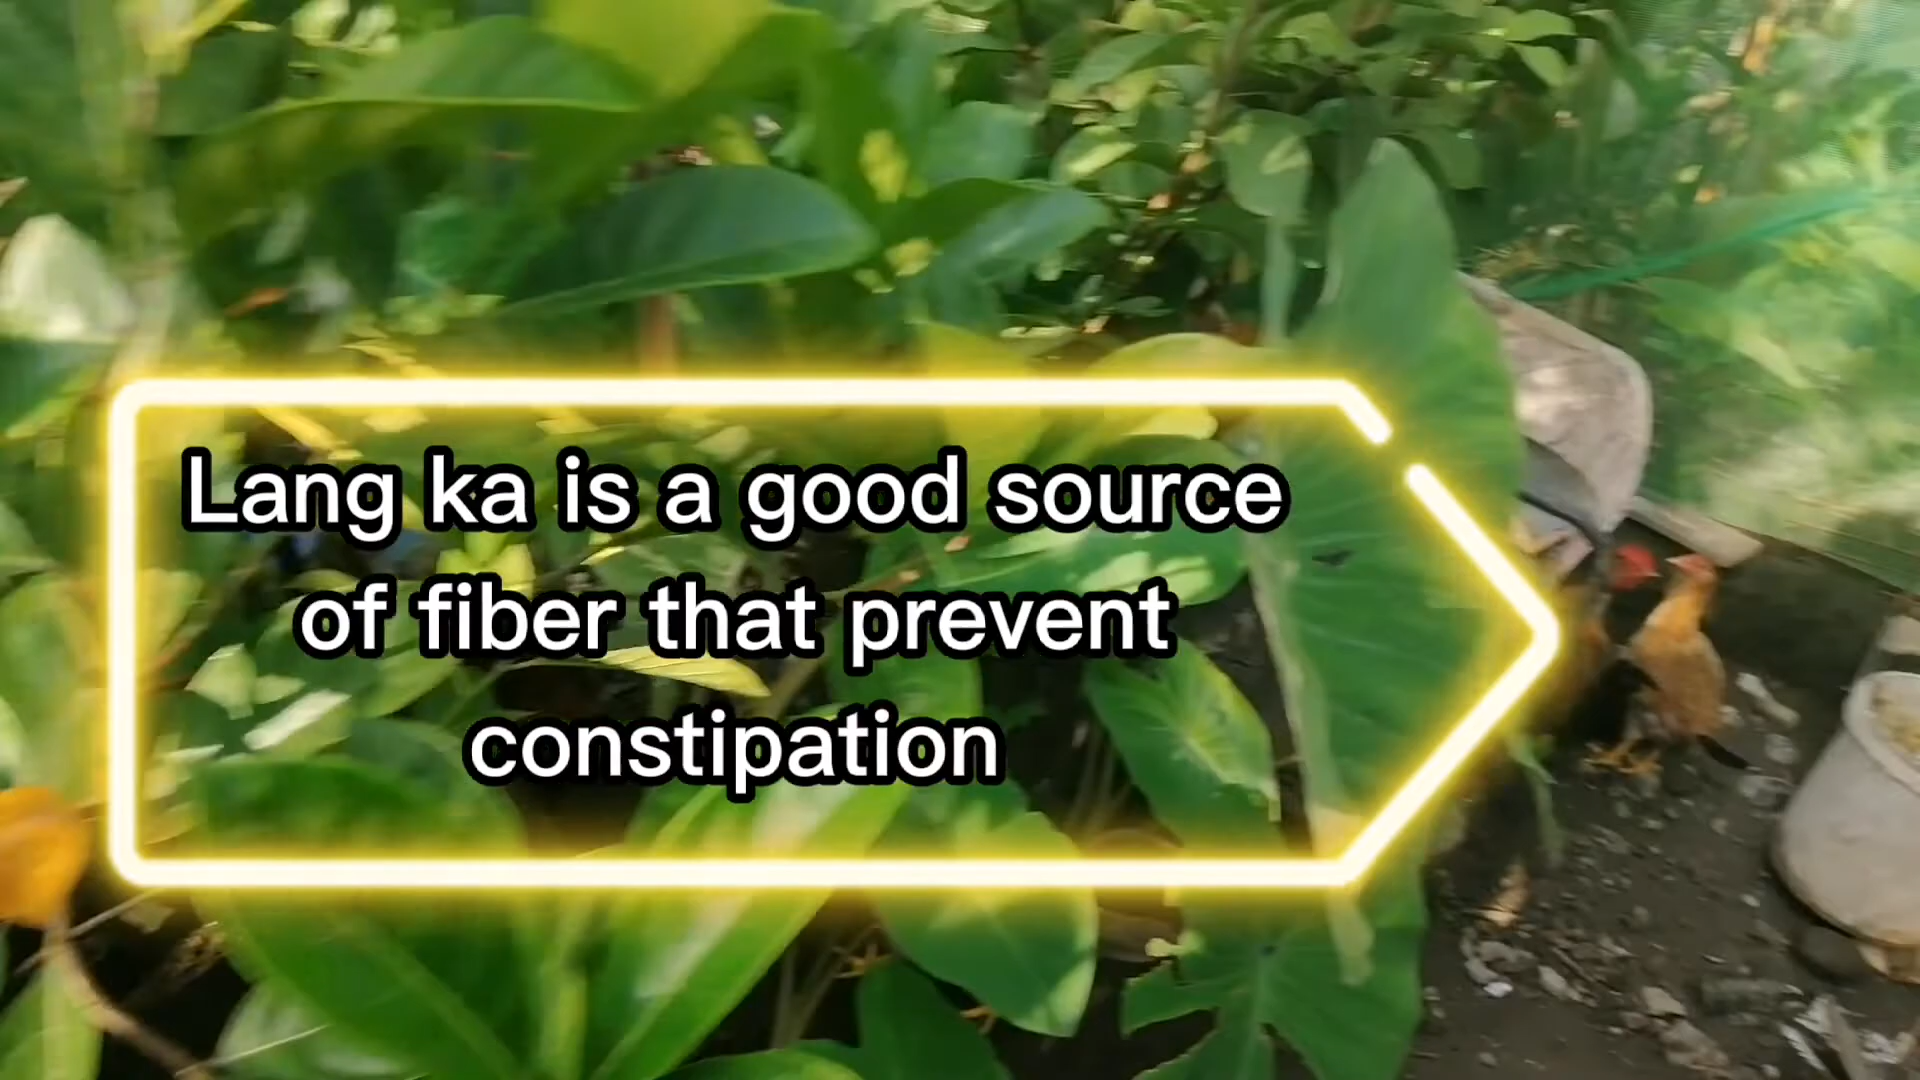 Lang ka is a good source
of fiber that prevent
constipation